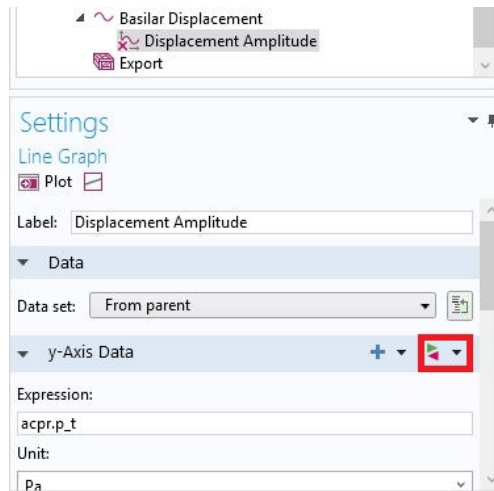 Basilar Displacement
Displacement Amplitude
Export
Settings
Line Graph
Plot
Label: Displacement Amplitude
Data
Data set: From parent
y-Axis Data
Expression:
acpr.p_t
Unit:
Pa